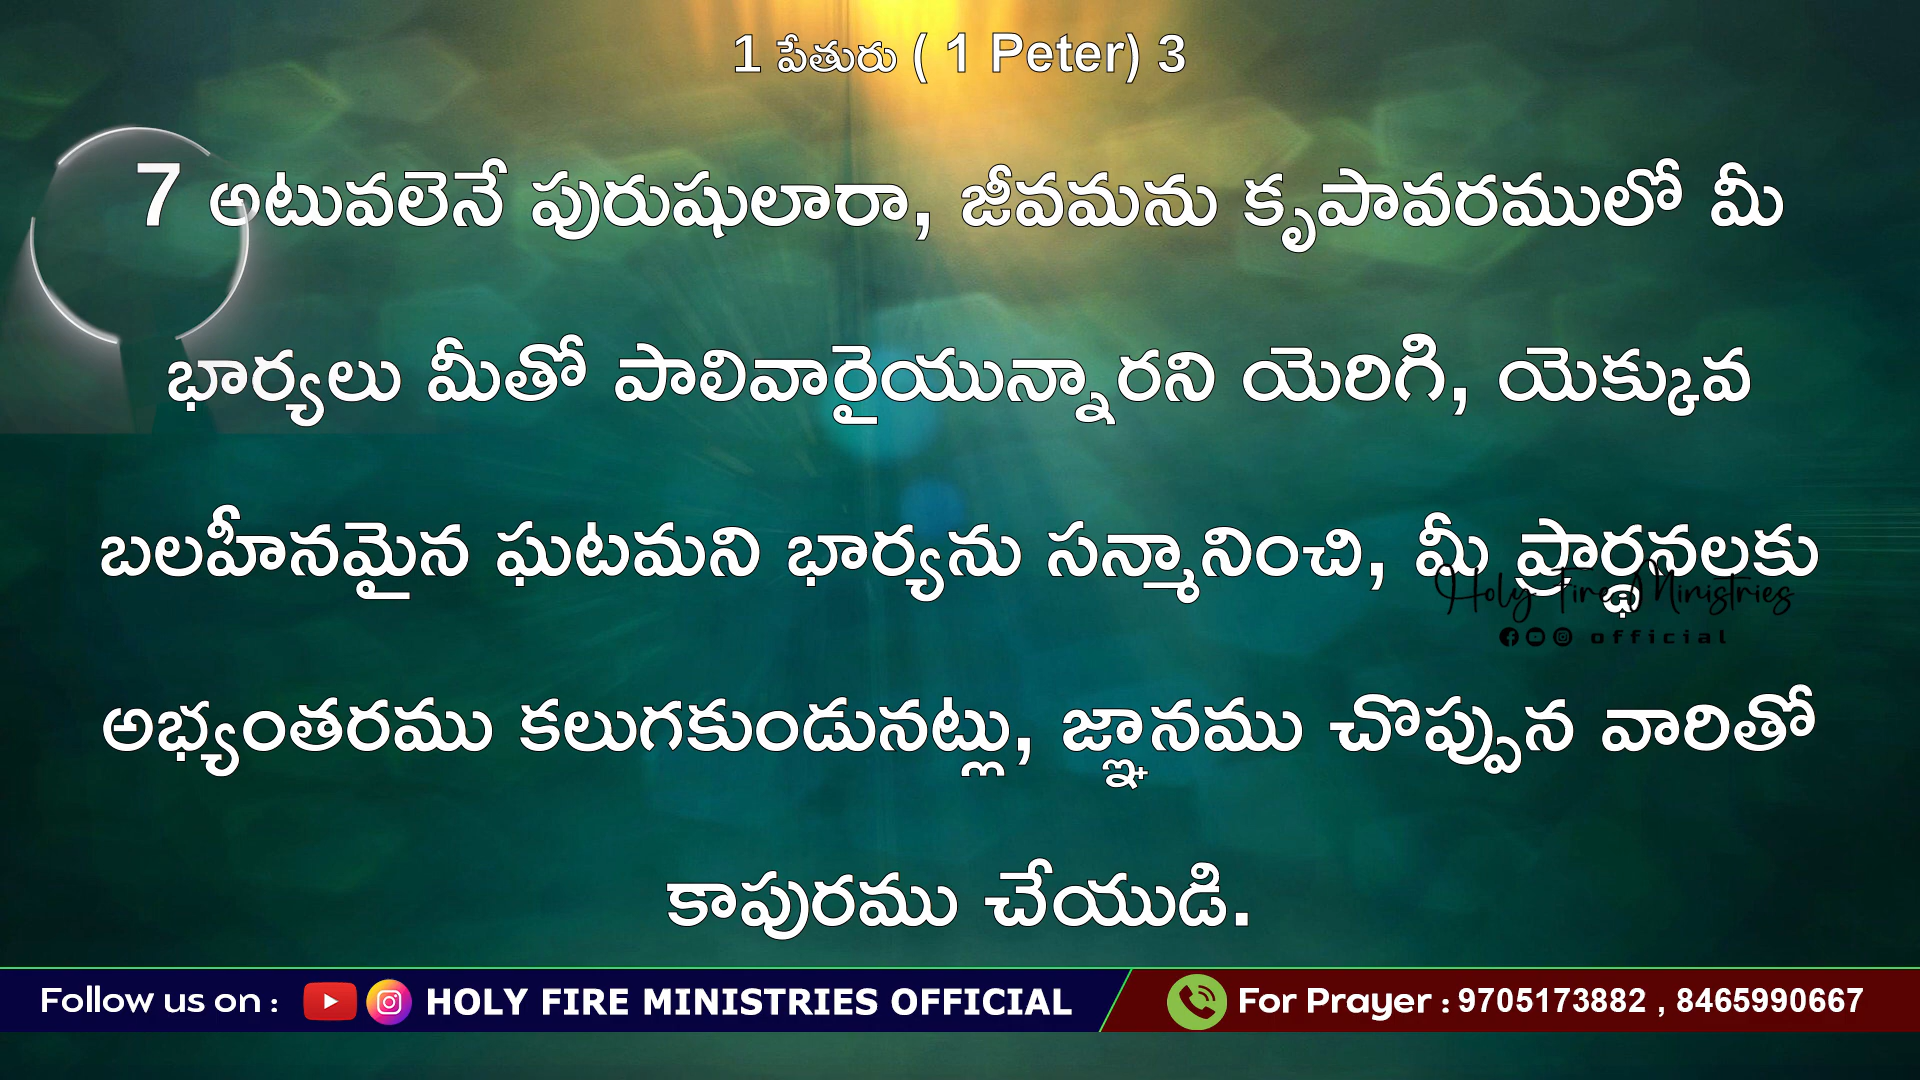 1 పేతురు ( 1 Peter) 3
7 అటువలెనే పురుషులారా, జీవమను కృపావరములో మీ
భార్యలు మీతో పాలివారైయున్నారని యెరిగి, యెక్కువ
బలహీనమైన ఘటమని భార్యను సన్మానించి, మీ ప్రార్థనలకు
Holy Fire Ministries
official
అభ్యంతరము కలుగకుండునట్లు, జ్ఞానము చొప్పున వారితో
కాపురము చేయుడి.
Follow us on : HOLY FIRE MINISTRIES OFFICIAL For Prayer : 9705173882 , 8465990667